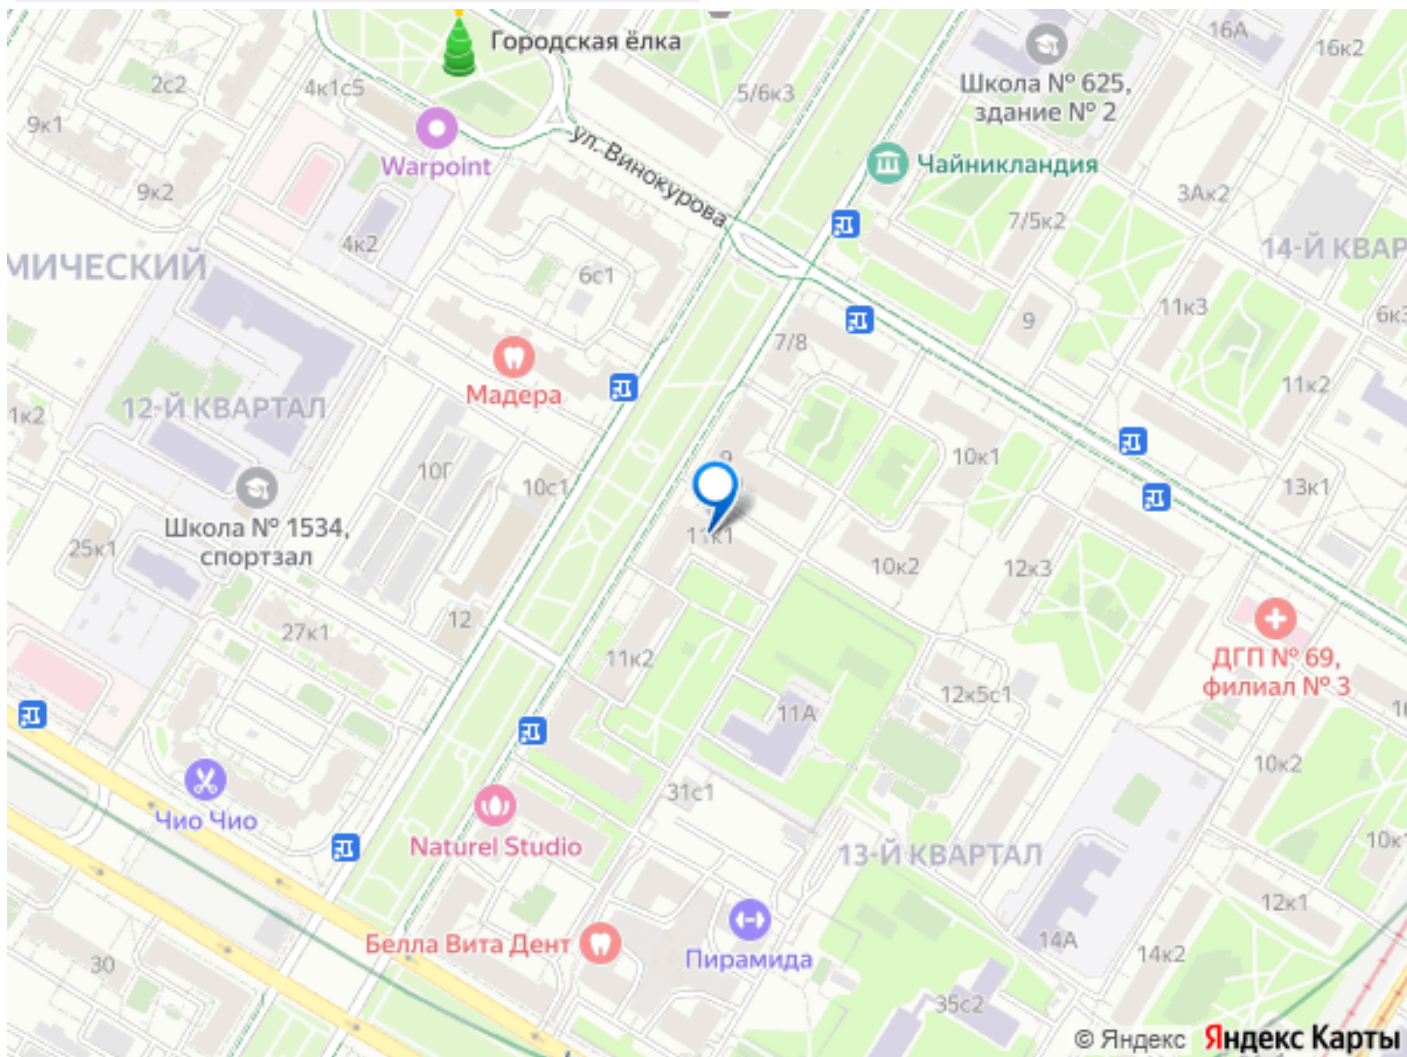 Городская ёлка
16А
16к2
2с2
4к1с5
5/6к3
Школа № 625,
здание № 2
9к1
Warpoint
ул. Винокурова
Чайникландия
9к2
3Ак2
7/5к2
4к2
14-Й КВАР
МИЧЕСКИЙ
6с1
11к3
9
6к3
7/8
Мадера
11к2
12-Й КВАРТАЛ
1к2
9
10к1
10Г
10с1
13к1
Школа № 1534,
спортзал
11к1
25к1
10к2
12к3
12
27к1
ДГП № 69,
филиал № 3
11к2
12к5с1
11А
10к2
31с1
Чио Чио
Naturel Studio
13-Й КВАРТАЛ
10к
12к1
Белла Вита Дент
Пирамида
14А
14к2
30
35с2
© Яндекс Яндекс Карты